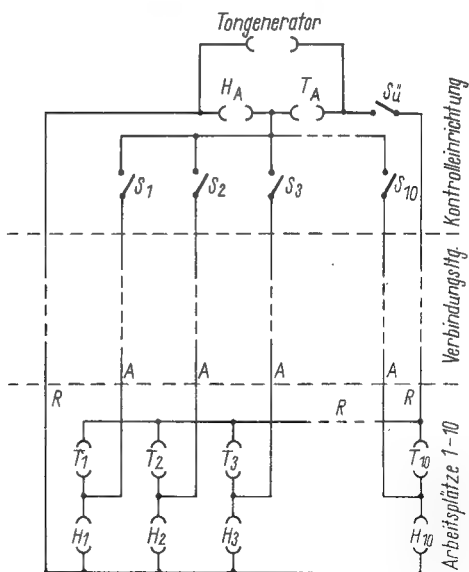 Tongenerator
H_A T_A Sü
S_1 S_2 S_3 S_10
A A A A
R R R
T_1 T_2 T_3 T_10
H_1 H_2 H_3 H_10
Kontrolleinrichtung
Verbindungsltg.
Arbeitsplätze 1-10